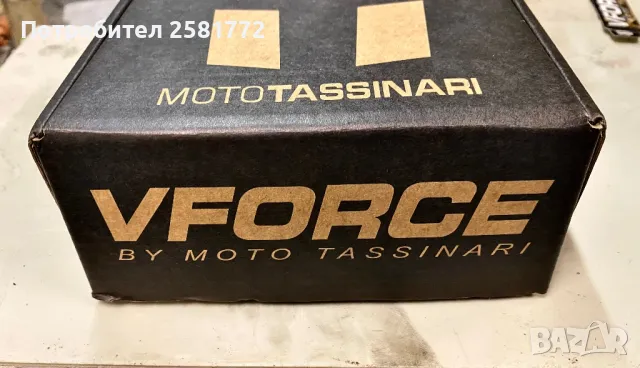 Потребител 2581772
MOTOTASSINARI
VFORCE
BY MOTO TASSINARI
BAZAR